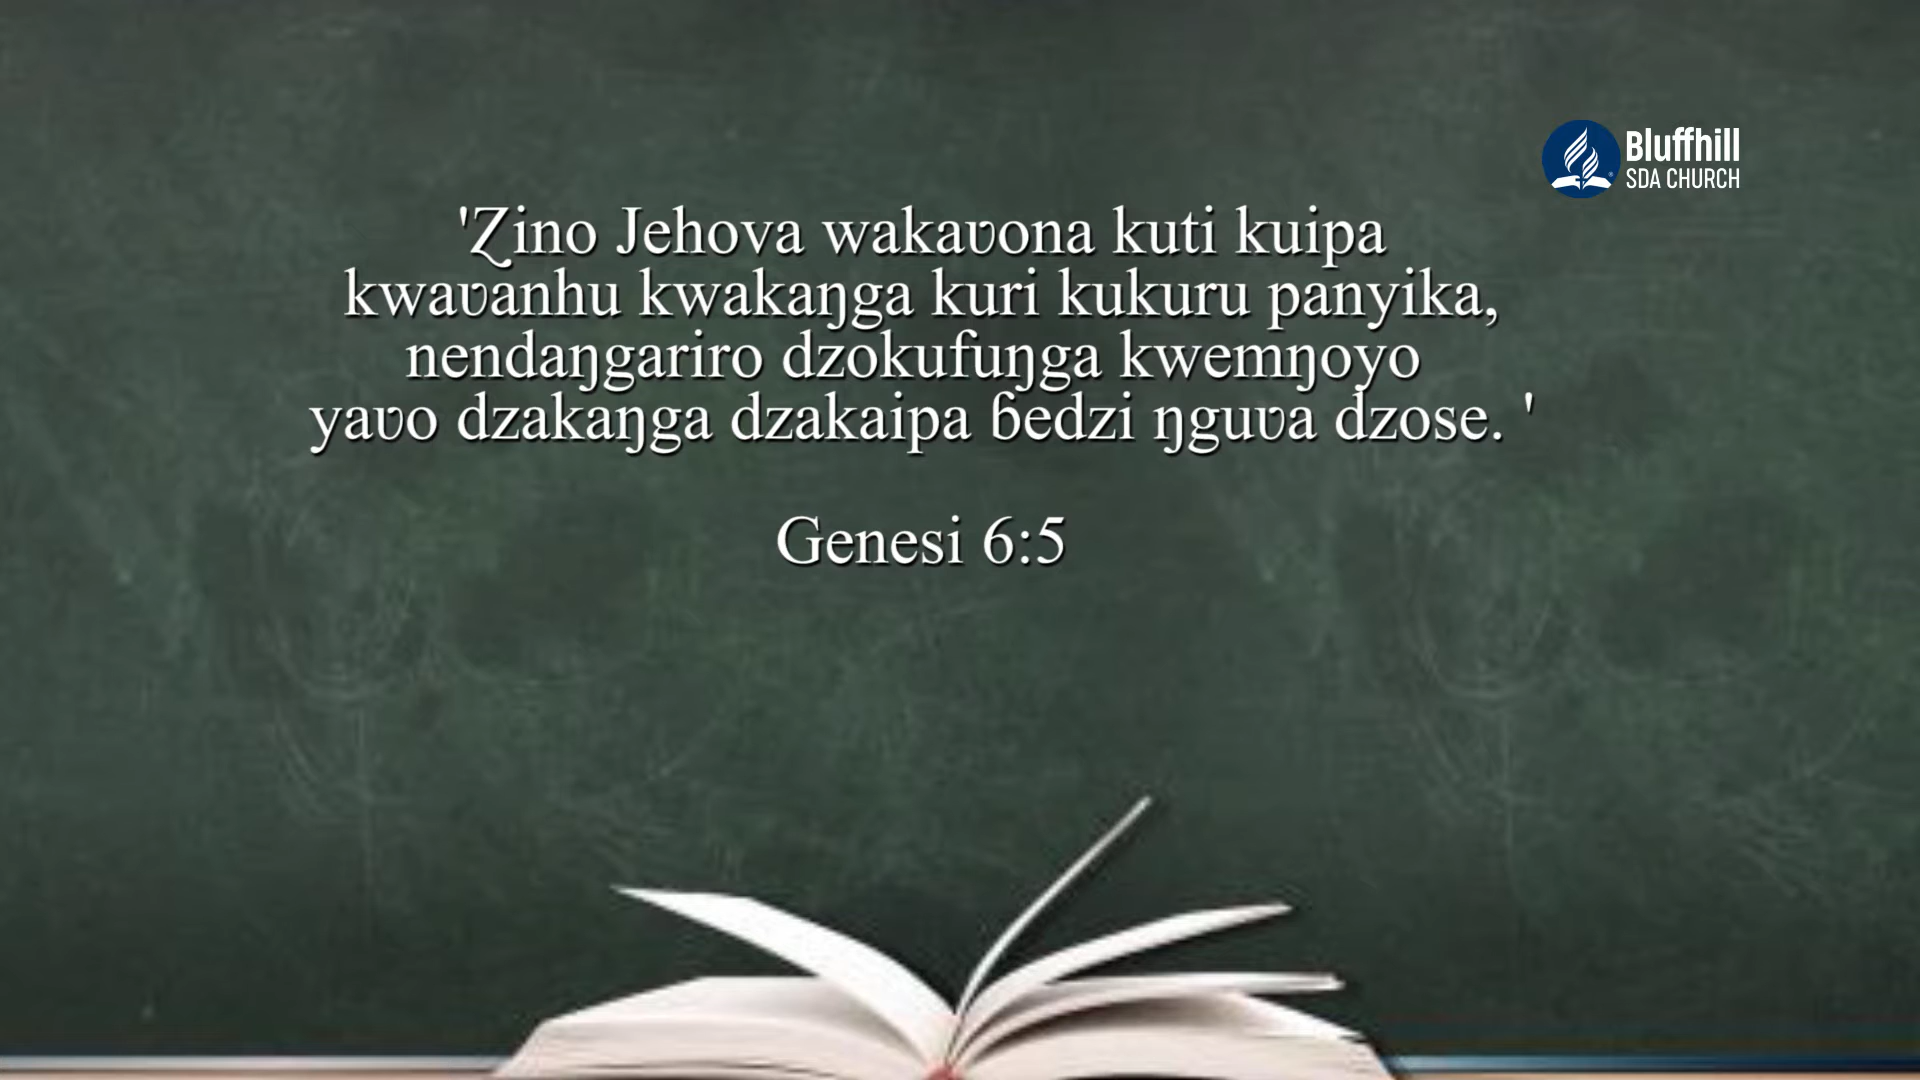 Bluffhill
SDA CHURCH
'Ɀino Jehova wakaʋona kuti kuipa
kwaʋanhu kwakaŋga kuri kukuru panyika,
nendaŋgariro dzokufuŋga kwemŋoyo
yaʋo dzakaŋga dzakaipa ɓedzi ŋguʋa dzose. '
Genesi 6:5